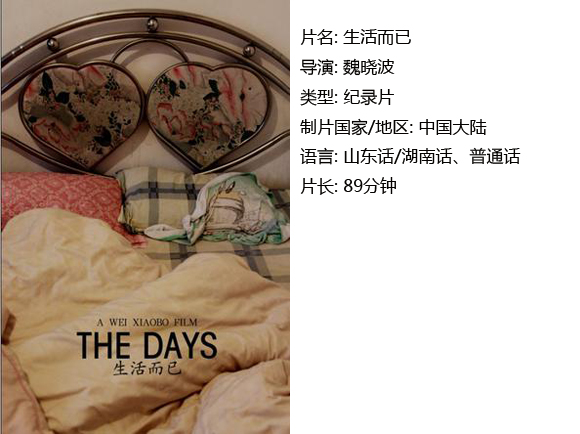 片名: 生活而已
导演: 魏晓波
类型: 纪录片
制片国家/地区: 中国大陆
语言: 山东话/湖南话、普通话
片长: 89分钟
A WEI XIAOBO FILM
THE DAYS
生活而已